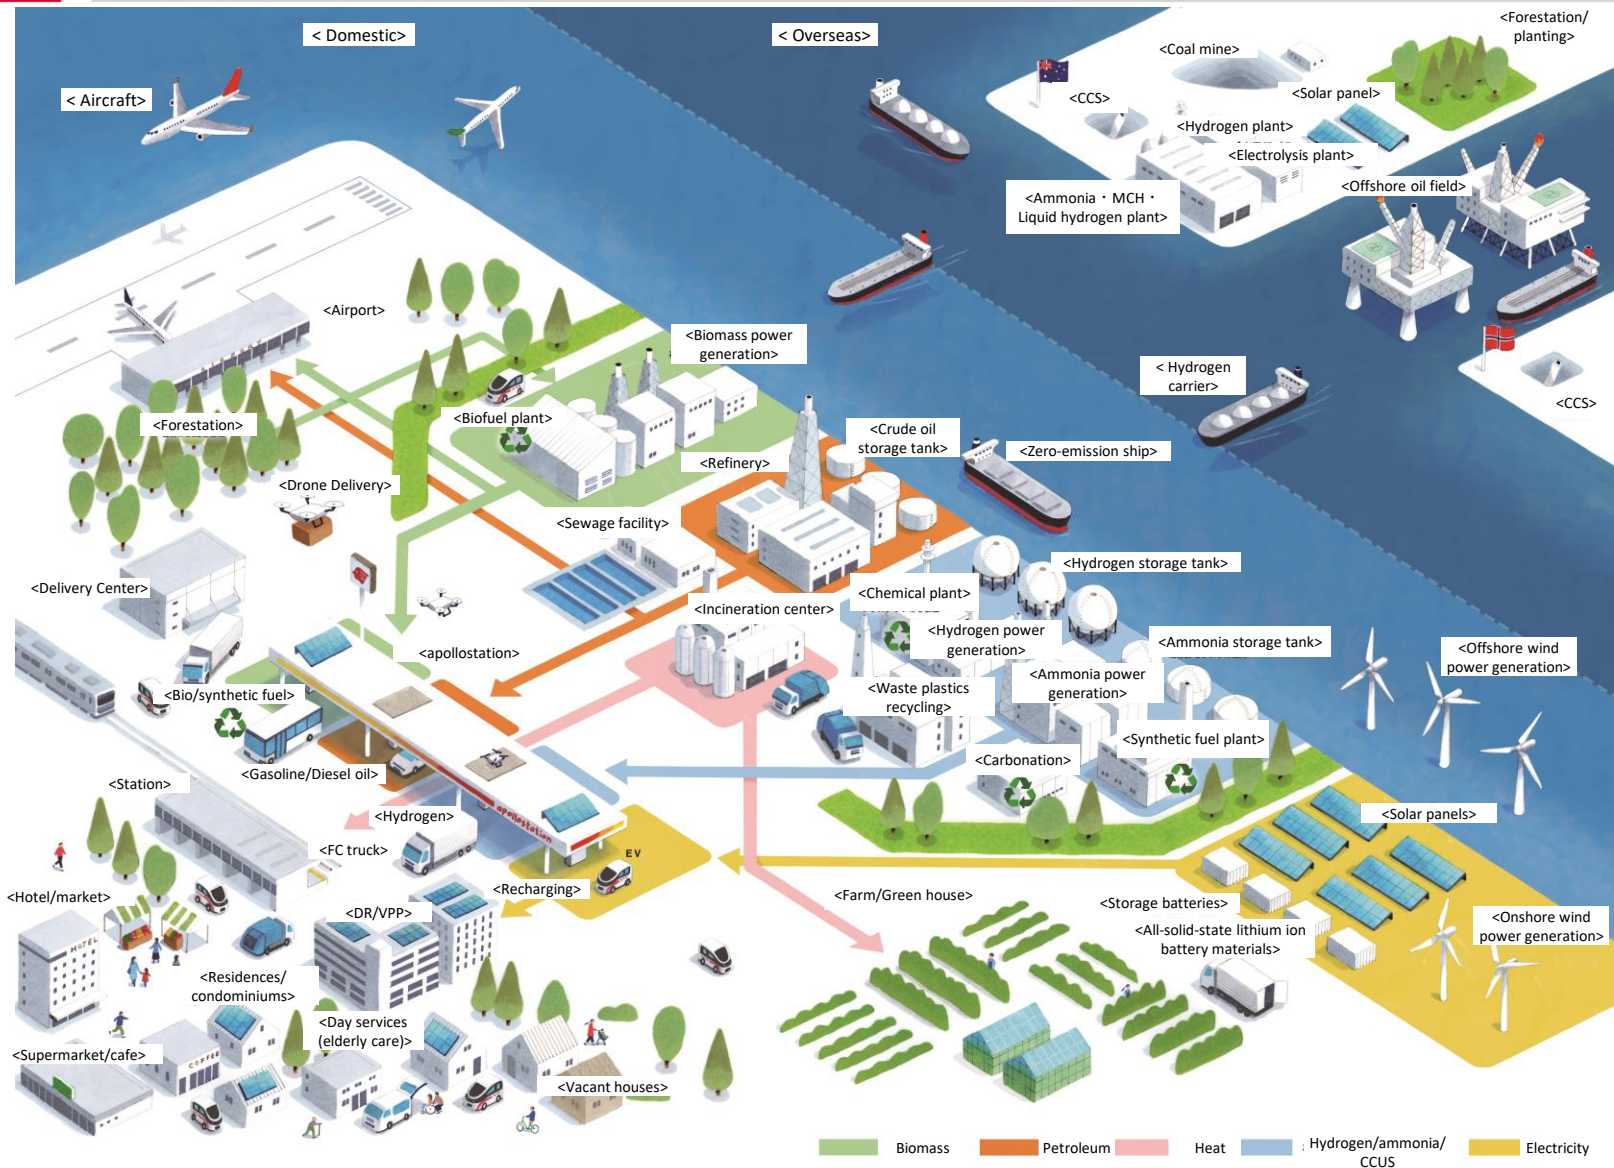 < Domestic>
< Overseas>
<Forestation/
planting>
<Coal mine>
< Aircraft>
<CCS>
<Solar panel>
<Hydrogen plant>
<Electrolysis plant>
<Offshore oil field>
<Ammonia・MCH・
Liquid hydrogen plant>
<Airport>
<Biomass power
generation>
< Hydrogen
carrier>
<CCS>
<Forestation>
<Biofuel plant>
<Crude oil
storage tank>
<Refinery>
<Zero-emission ship>
<Drone Delivery>
<Sewage facility>
<Hydrogen storage tank>
<Delivery Center>
<Chemical plant>
<Incineration center>
<Hydrogen power
generation>
<Ammonia storage tank>
<apollostation>
<Offshore wind
power generation>
<Ammonia power
generation>
<Bio/synthetic fuel>
<Waste plastics
recycling>
<Synthetic fuel plant>
<Carbonation>
<Gasoline/Diesel oil>
<Station>
apollostation
<Solar panels>
<Hydrogen>
<FC truck>
EV
<Recharging>
<Hotel/market>
<Farm/Green house>
<Storage batteries>
<DR/VPP>
<Onshore wind
power generation>
<All-solid-state lithium ion
battery materials>
HOTEL
<Residences/
condominiums>
<Day services
(elderly care)>
<Supermarket/cafe>
COFFEE
<Vacant houses>
Biomass
Petroleum
Heat
Hydrogen/ammonia/
CCUS
Electricity